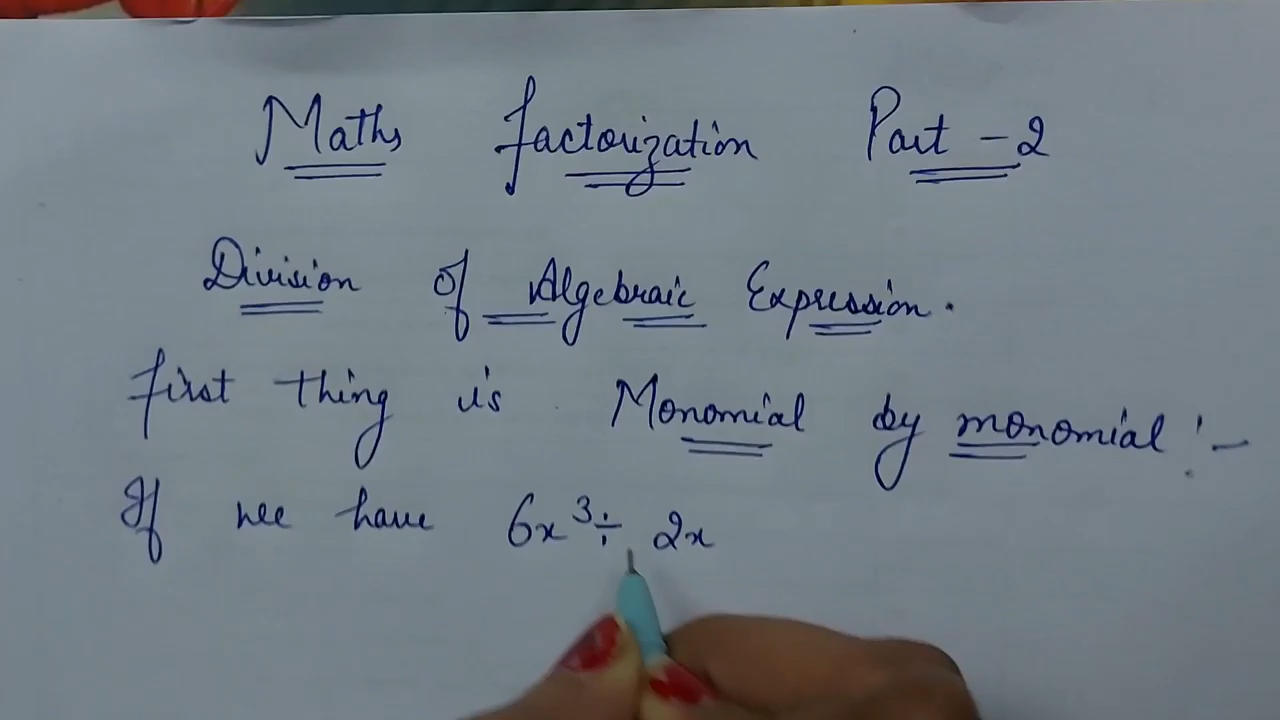 Maths Factorization Part - 2
Division of Algebraic Expression.
First thing is Monomial by monomial :-
If we have 6x³ ÷ 2x